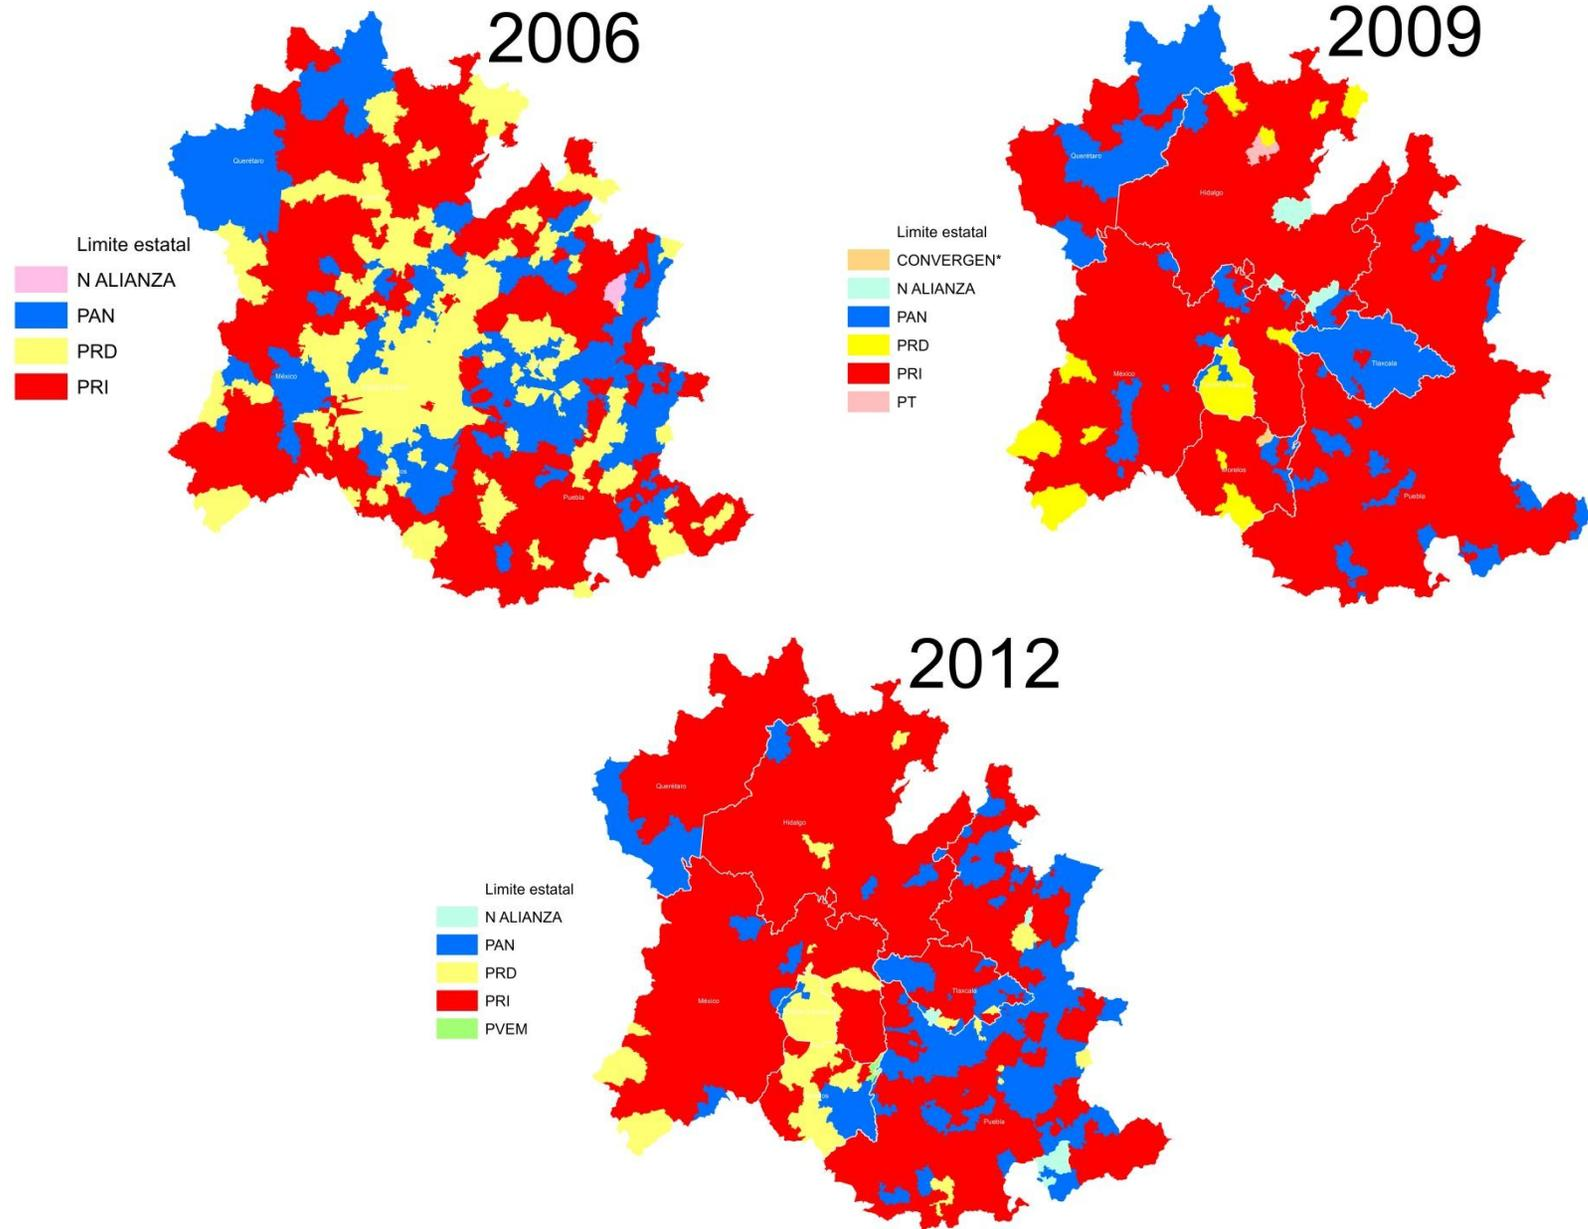 2006
Querétaro
Limite estatal
N ALIANZA
PAN
PRD
PRI
México
Puebla
2009
Querétaro
Hidalgo
Limite estatal
CONVERGEN*
N ALIANZA
PAN
PRD
PRI
PT
México
Tlaxcala
Morelos
Puebla
2012
Querétaro
Hidalgo
Limite estatal
N ALIANZA
PAN
PRD
PRI
PVEM
México
Tlaxcala
Puebla